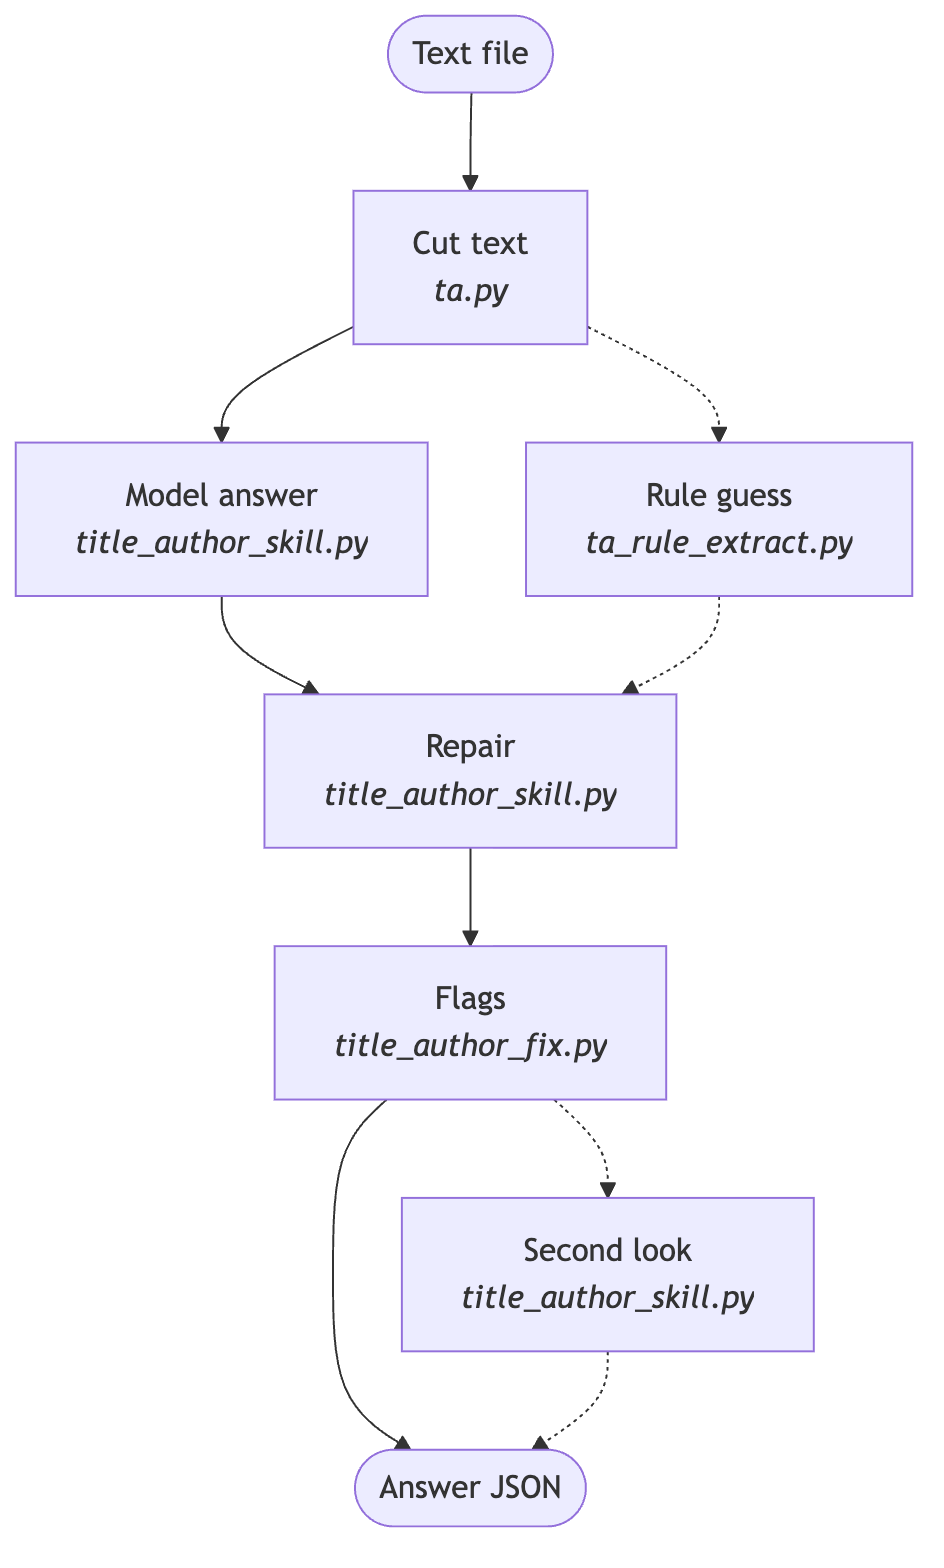 Text file
Cut text
ta.py
Model answer
title_author_skill.py
Rule guess
ta_rule_extract.py
Repair
title_author_skill.py
Flags
title_author_fix.py
Second look
title_author_skill.py
Answer JSON